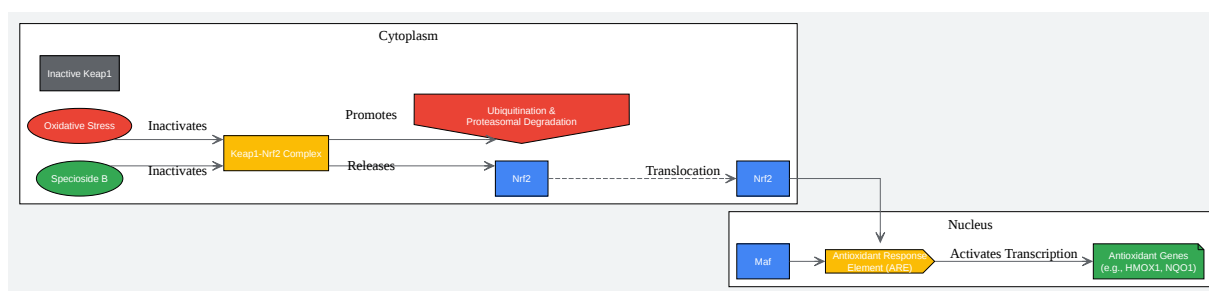 Cytoplasm
Inactive Keap1
Oxidative Stress
Inactivates
Promotes
Ubiquitination &
Proteasomal Degradation
Keap1-Nrf2 Complex
Specioside B
Inactivates
Releases
Nrf2
Translocation
Nrf2
Nucleus
Maf
Antioxidant Response
Element (ARE)
Activates Transcription
Antioxidant Genes
(e.g., HMOX1, NQO1)